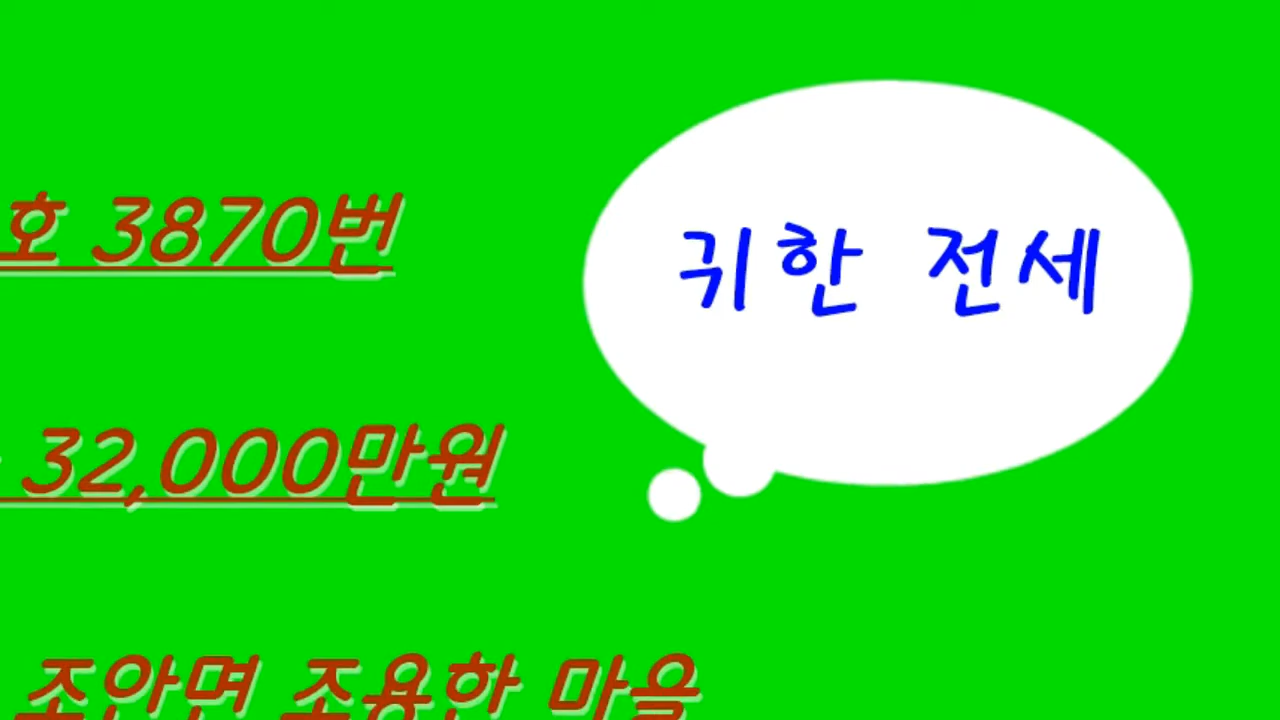 호 3870번
귀한 전세
32,000만원
조안면 조용한 마을